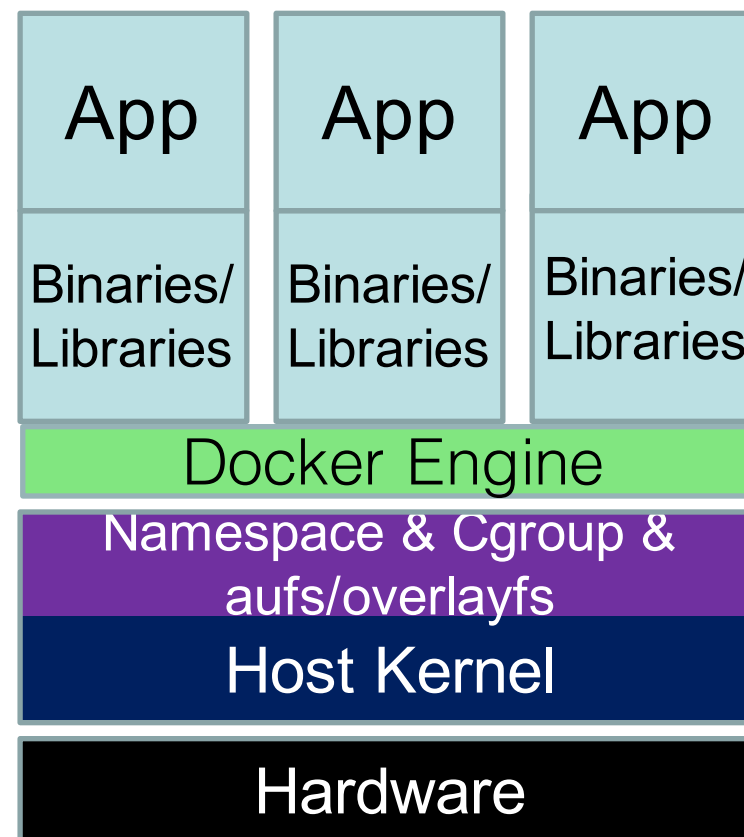 App
App
App
Binaries/
Libraries
Binaries/
Libraries
Binaries/
Libraries
Docker Engine
Namespace & Cgroup &
aufs/overlayfs
Host Kernel
Hardware